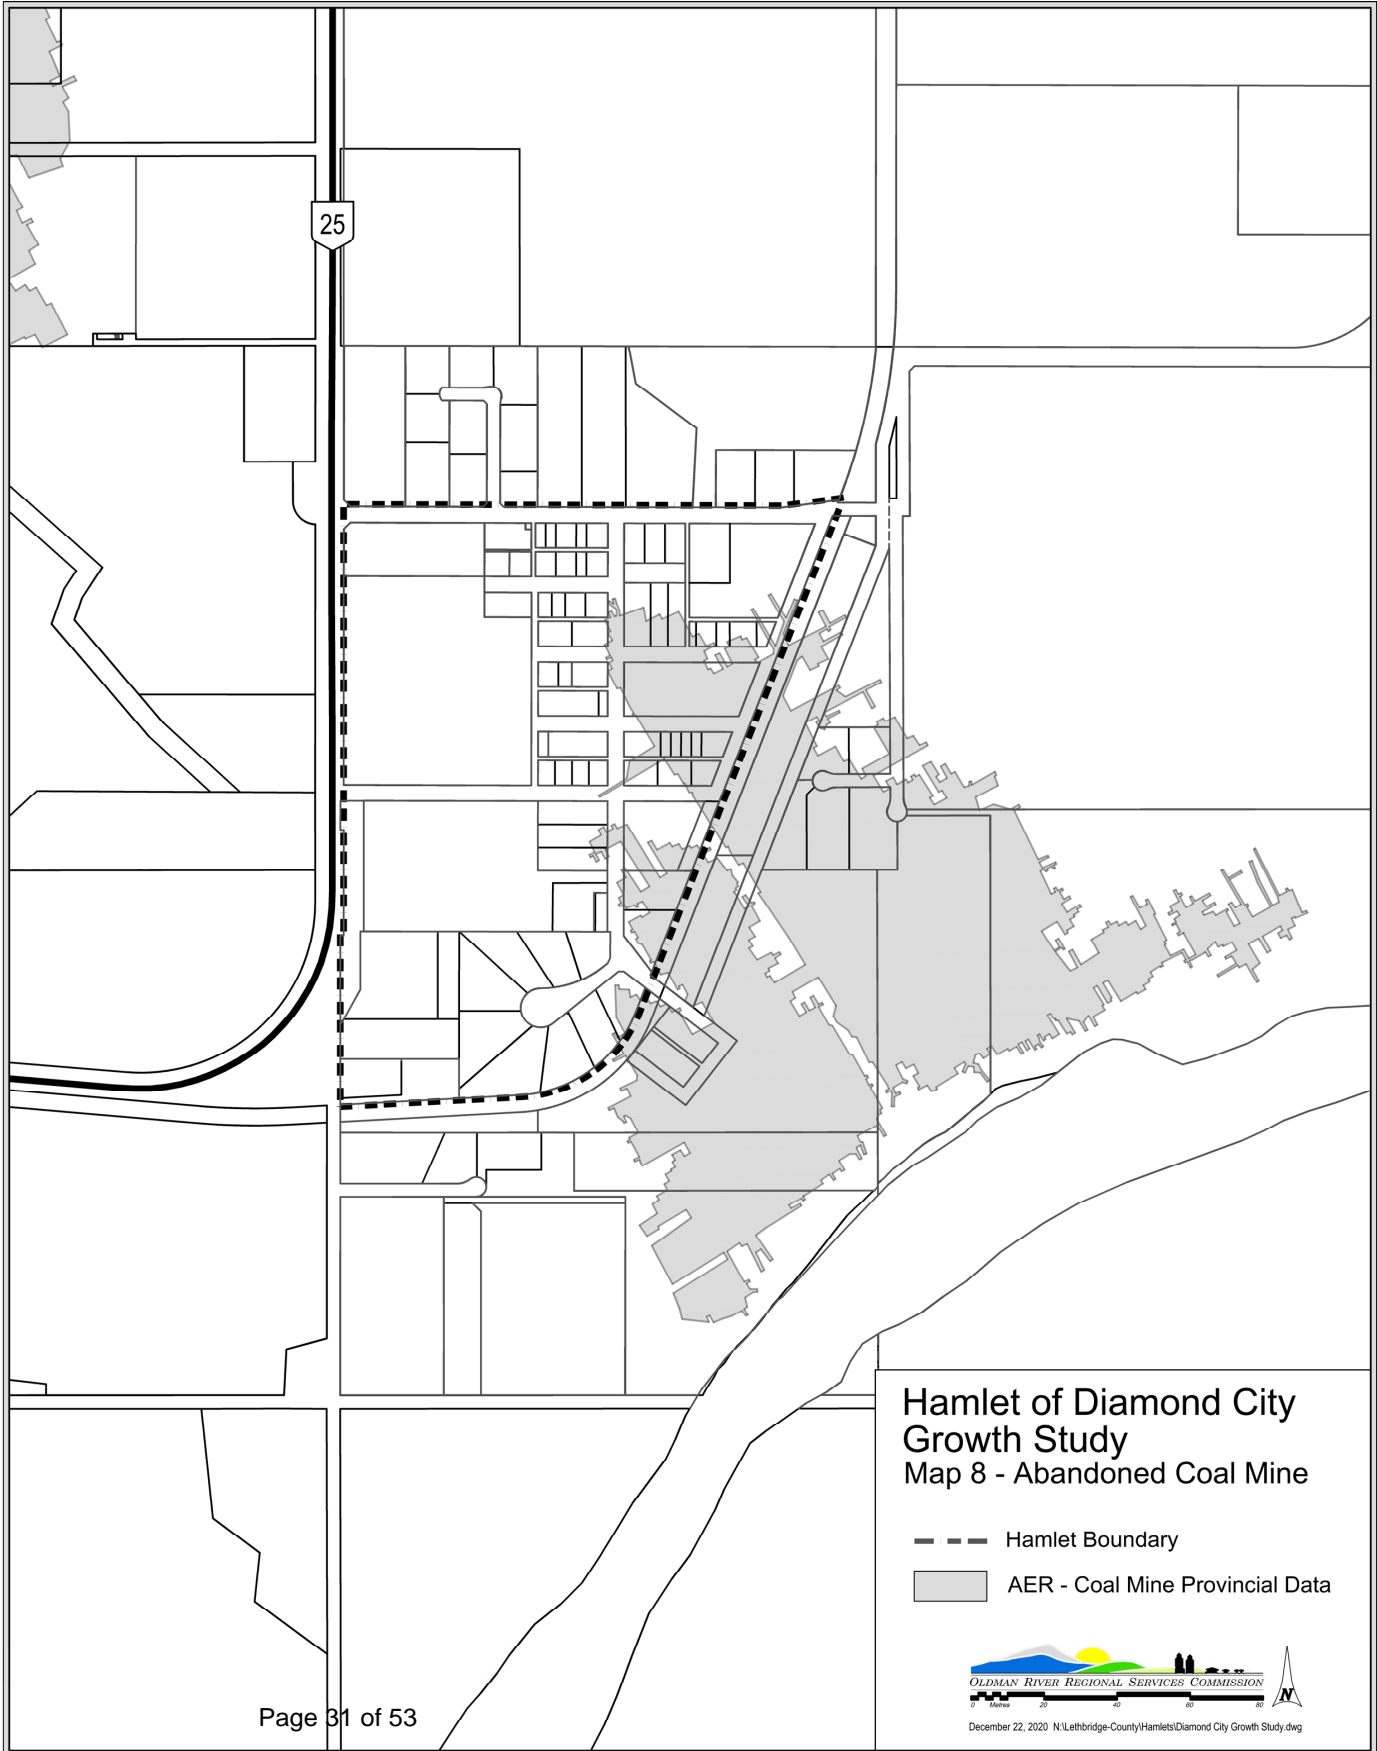 25
Hamlet of Diamond City
Growth Study
Map 8 - Abandoned Coal Mine
Hamlet Boundary
AER - Coal Mine Provincial Data
OLDMAN RIVER REGIONAL SERVICES COMMISSION
0 Metres 20 40 60 80
N
December 22, 2020 N:\Lethbridge-County\Hamlets\Diamond City Growth Study.dwg
Page 31 of 53